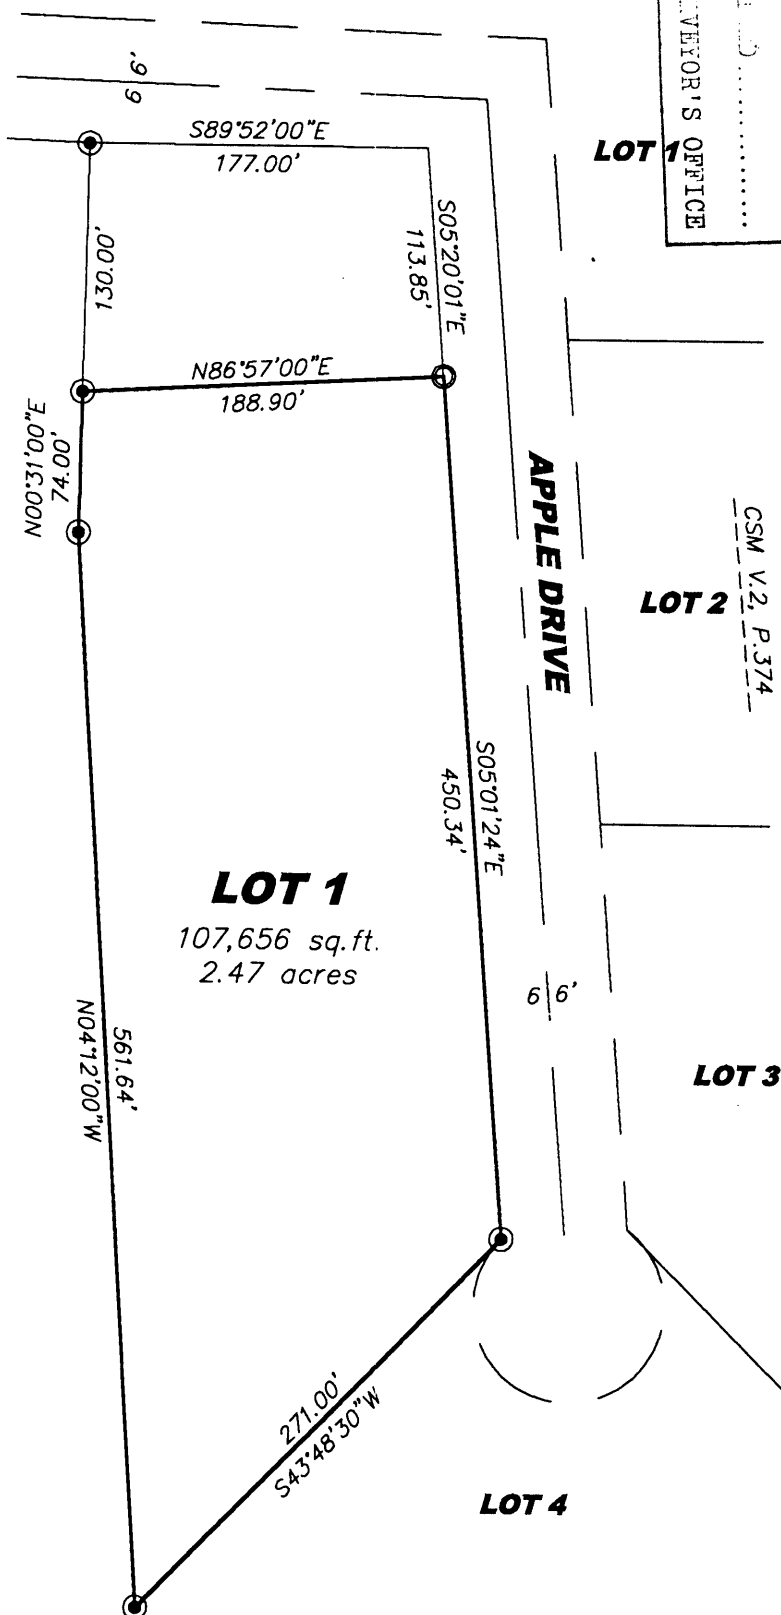 6 6'
S89°52'00"E
177.00'
LOT 1
VEYOR'S OFFICE
130.00'
S05°20'01"E
113.85'
N86°57'00"E
188.90'
74.00'
N00°31'00"E
APPLE DRIVE
LOT 2
CSM V.2, P.374
S05°01'24"E
450.34'
LOT 1
107,656 sq.ft.
2.47 acres
6 6'
561.64'
N04°12'00"W
LOT 3
271.00'
S43°48'30"W
LOT 4